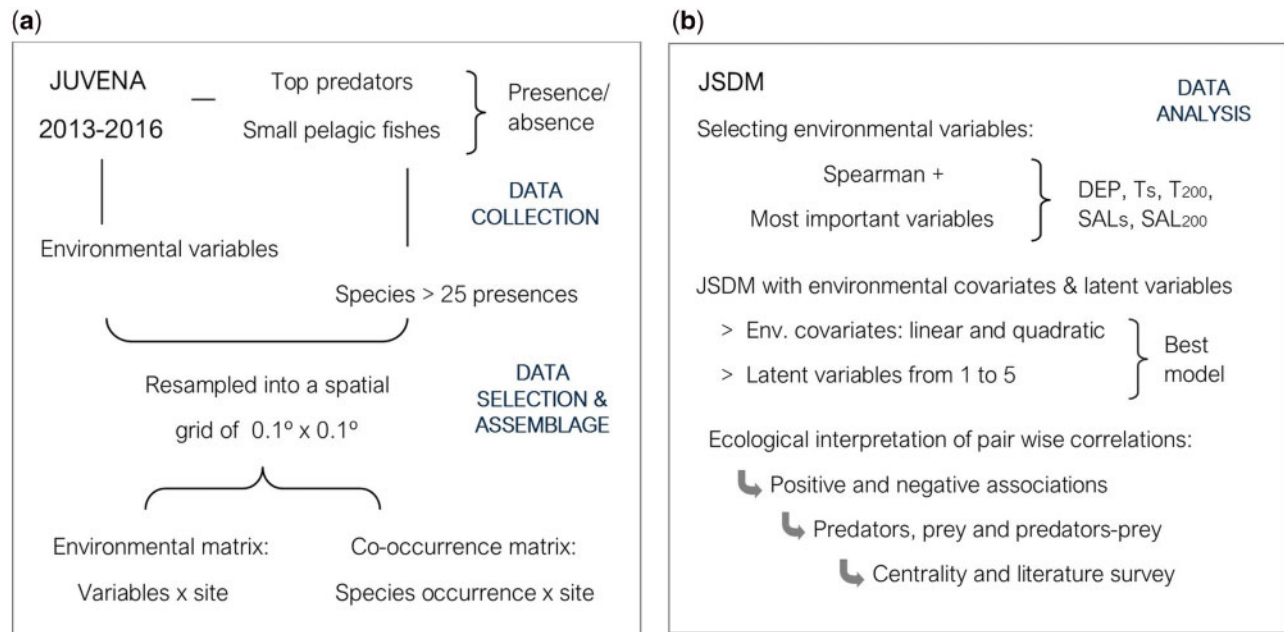 (a)
JUVENA
2013-2016
Top predators
Small pelagic fishes
Presence/
absence
DATA
COLLECTION
Environmental variables
Species > 25 presences
Resampled into a spatial
grid of 0.1º x 0.1º
DATA
SELECTION &
ASSEMBLAGE
Environmental matrix:
Variables x site
Co-occurrence matrix:
Species occurrence x site
(b)
JSDM
DATA
ANALYSIS
Selecting environmental variables:
Spearman +
Most important variables
DEP, Ts, T200,
SALs, SAL200
JSDM with environmental covariates & latent variables
> Env. covariates: linear and quadratic
> Latent variables from 1 to 5
Best
model
Ecological interpretation of pair wise correlations:
Positive and negative associations
Predators, prey and predators-prey
Centrality and literature survey